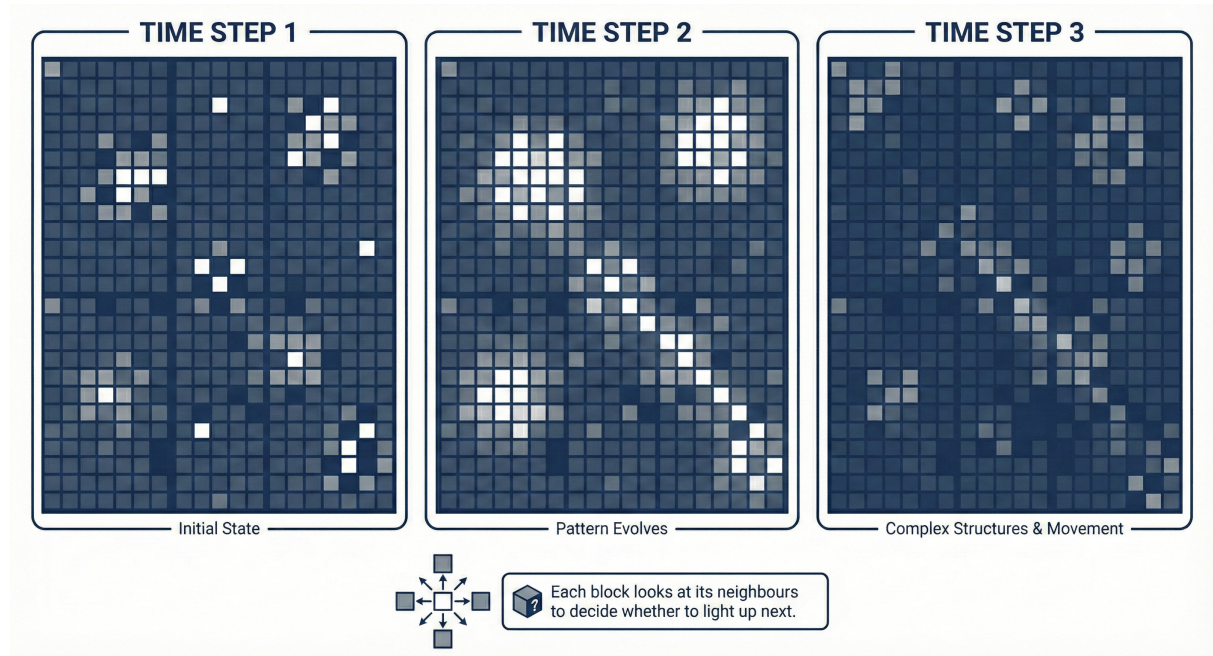 TIME STEP 1
TIME STEP 2
TIME STEP 3
Initial State
Pattern Evolves
Complex Structures & Movement
?
Each block looks at its neighbours
to decide whether to light up next.